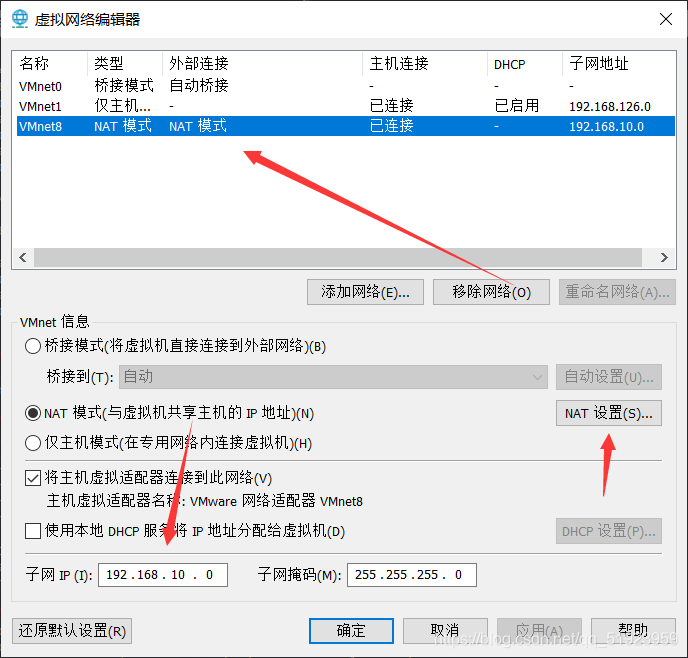 虚拟网络编辑器
名称 类型 外部连接 主机连接 DHCP 子网地址
VMnet0 桥接模式 自动桥接 - - -
VMnet1 仅主机... - 已连接 已启用 192.168.126.0
VMnet8 NAT 模式 NAT 模式 已连接 - 192.168.10.0
添加网络(E)... 移除网络(O) 重命名网络(A)...
VMnet 信息
桥接模式(将虚拟机直接连接到外部网络)(B)
桥接到(T): 自动 自动设置(U)...
NAT 模式(与虚拟机共享主机的 IP 地址)(N) NAT 设置(S)...
仅主机模式(在专用网络内连接虚拟机)(H)
将主机虚拟适配器连接到此网络(V)
主机虚拟适配器名称: VMware 网络适配器 VMnet8
使用本地 DHCP 服务将 IP 地址分配给虚拟机(D) DHCP 设置(P)...
子网 IP (I): 192.168.10.0 子网掩码(M): 255.255.255.0
还原默认设置(R) 确定 取消 应用(A) 帮助